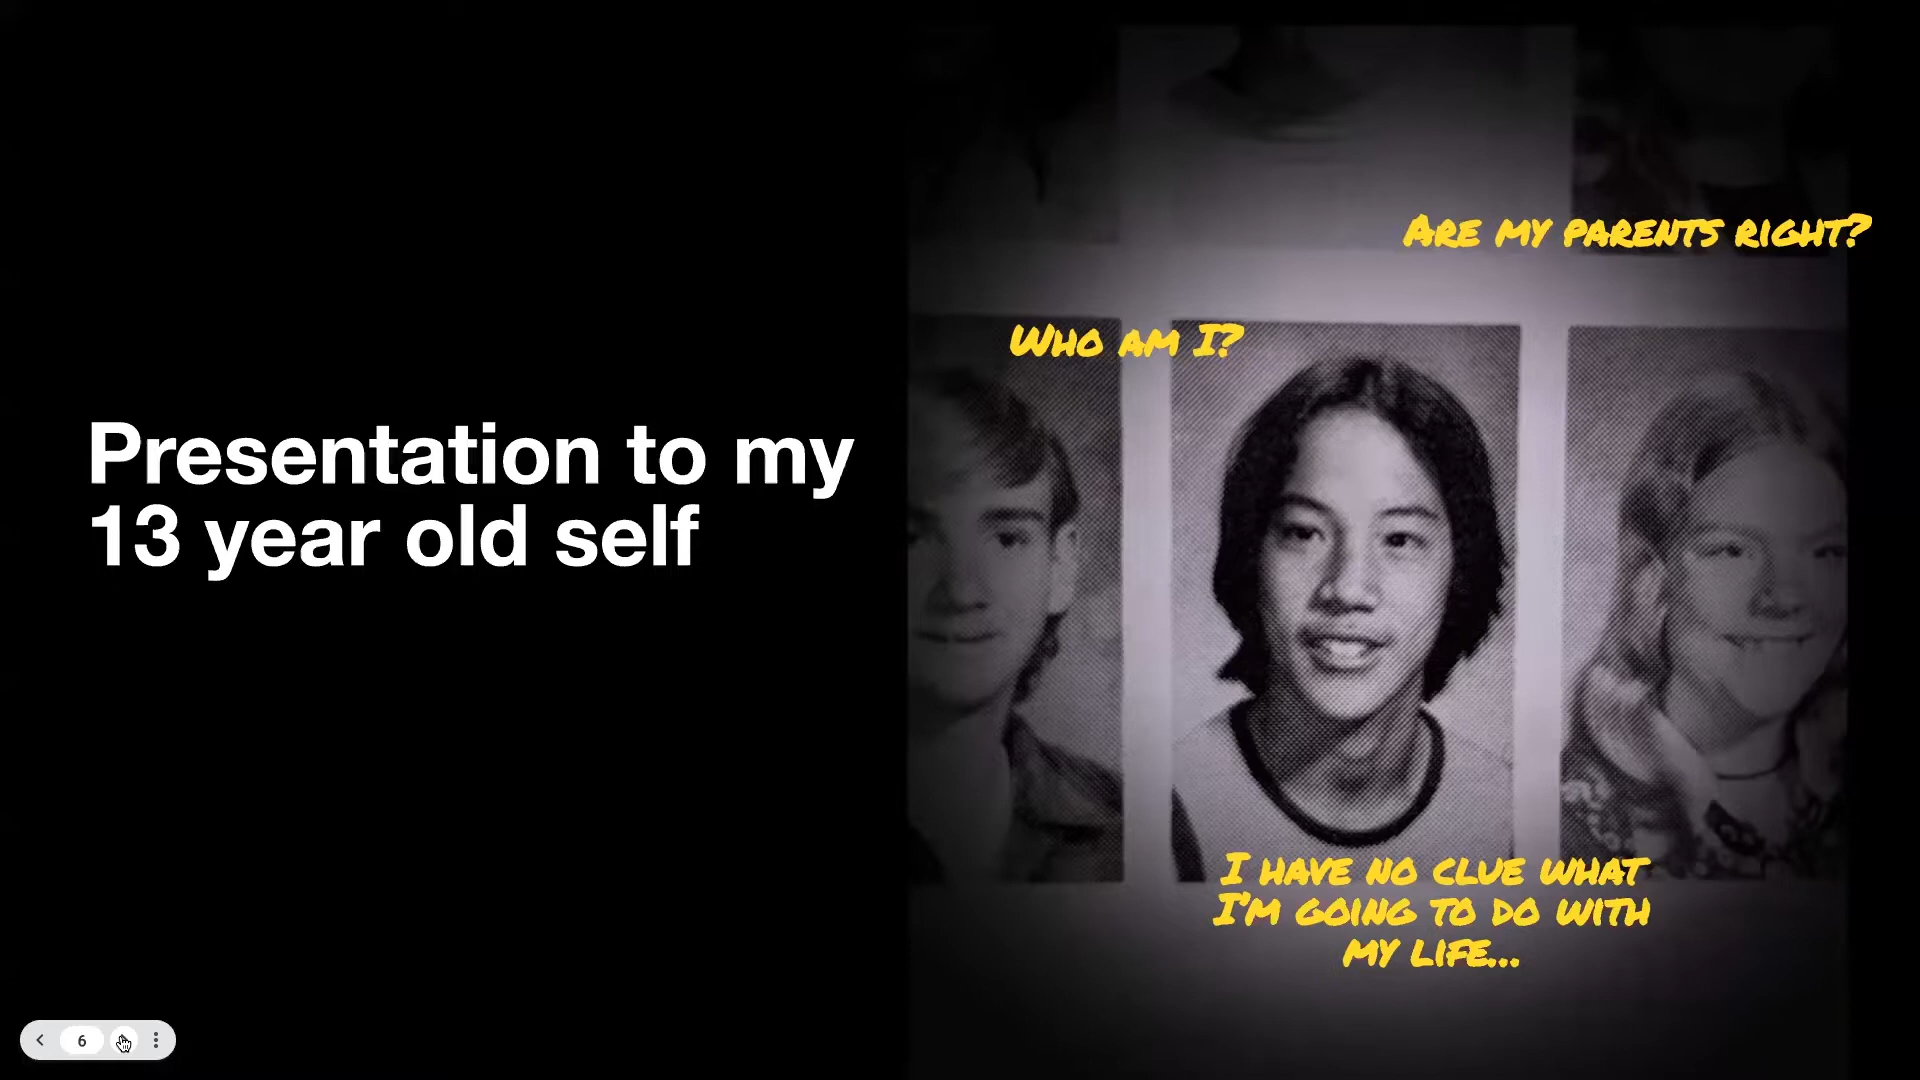 Presentation to my
13 year old self
Are my parents right?
Who am I?
I have no clue what
I'm going to do with
my life...
6